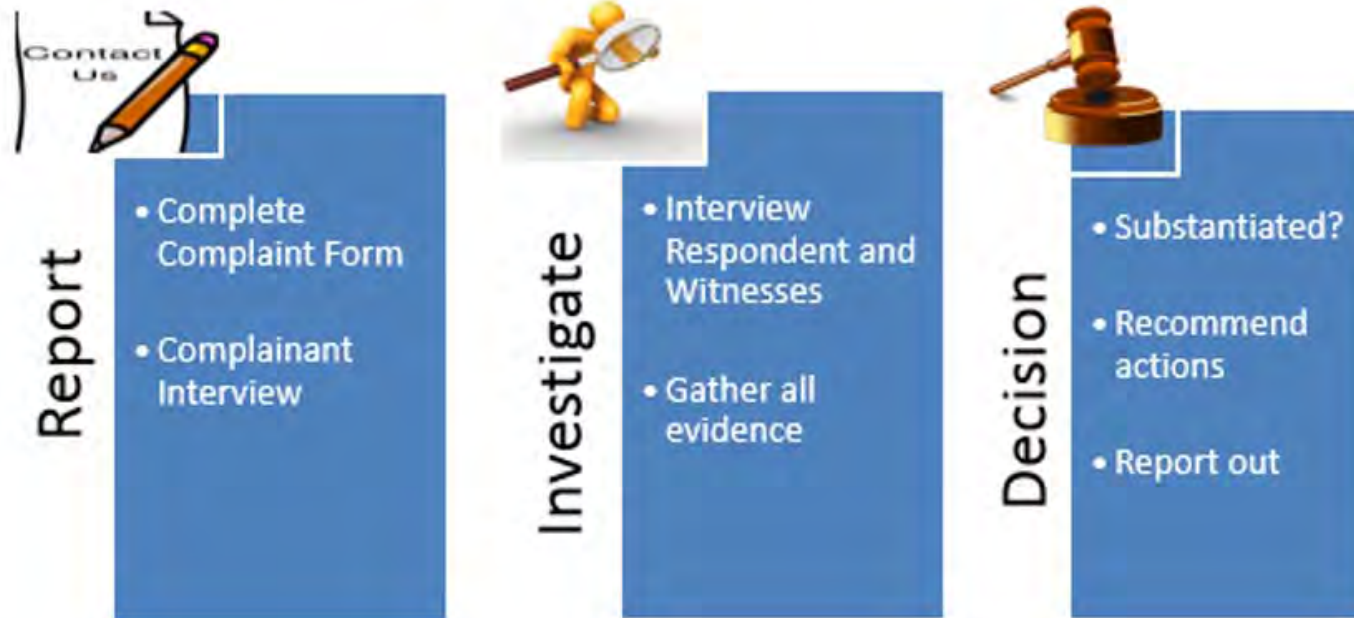 Contact
Us
Report
• Complete
Complaint Form
• Complainant
Interview
Investigate
• Interview
Respondent and
Witnesses
• Gather all
evidence
Decision
• Substantiated?
• Recommend
actions
• Report out